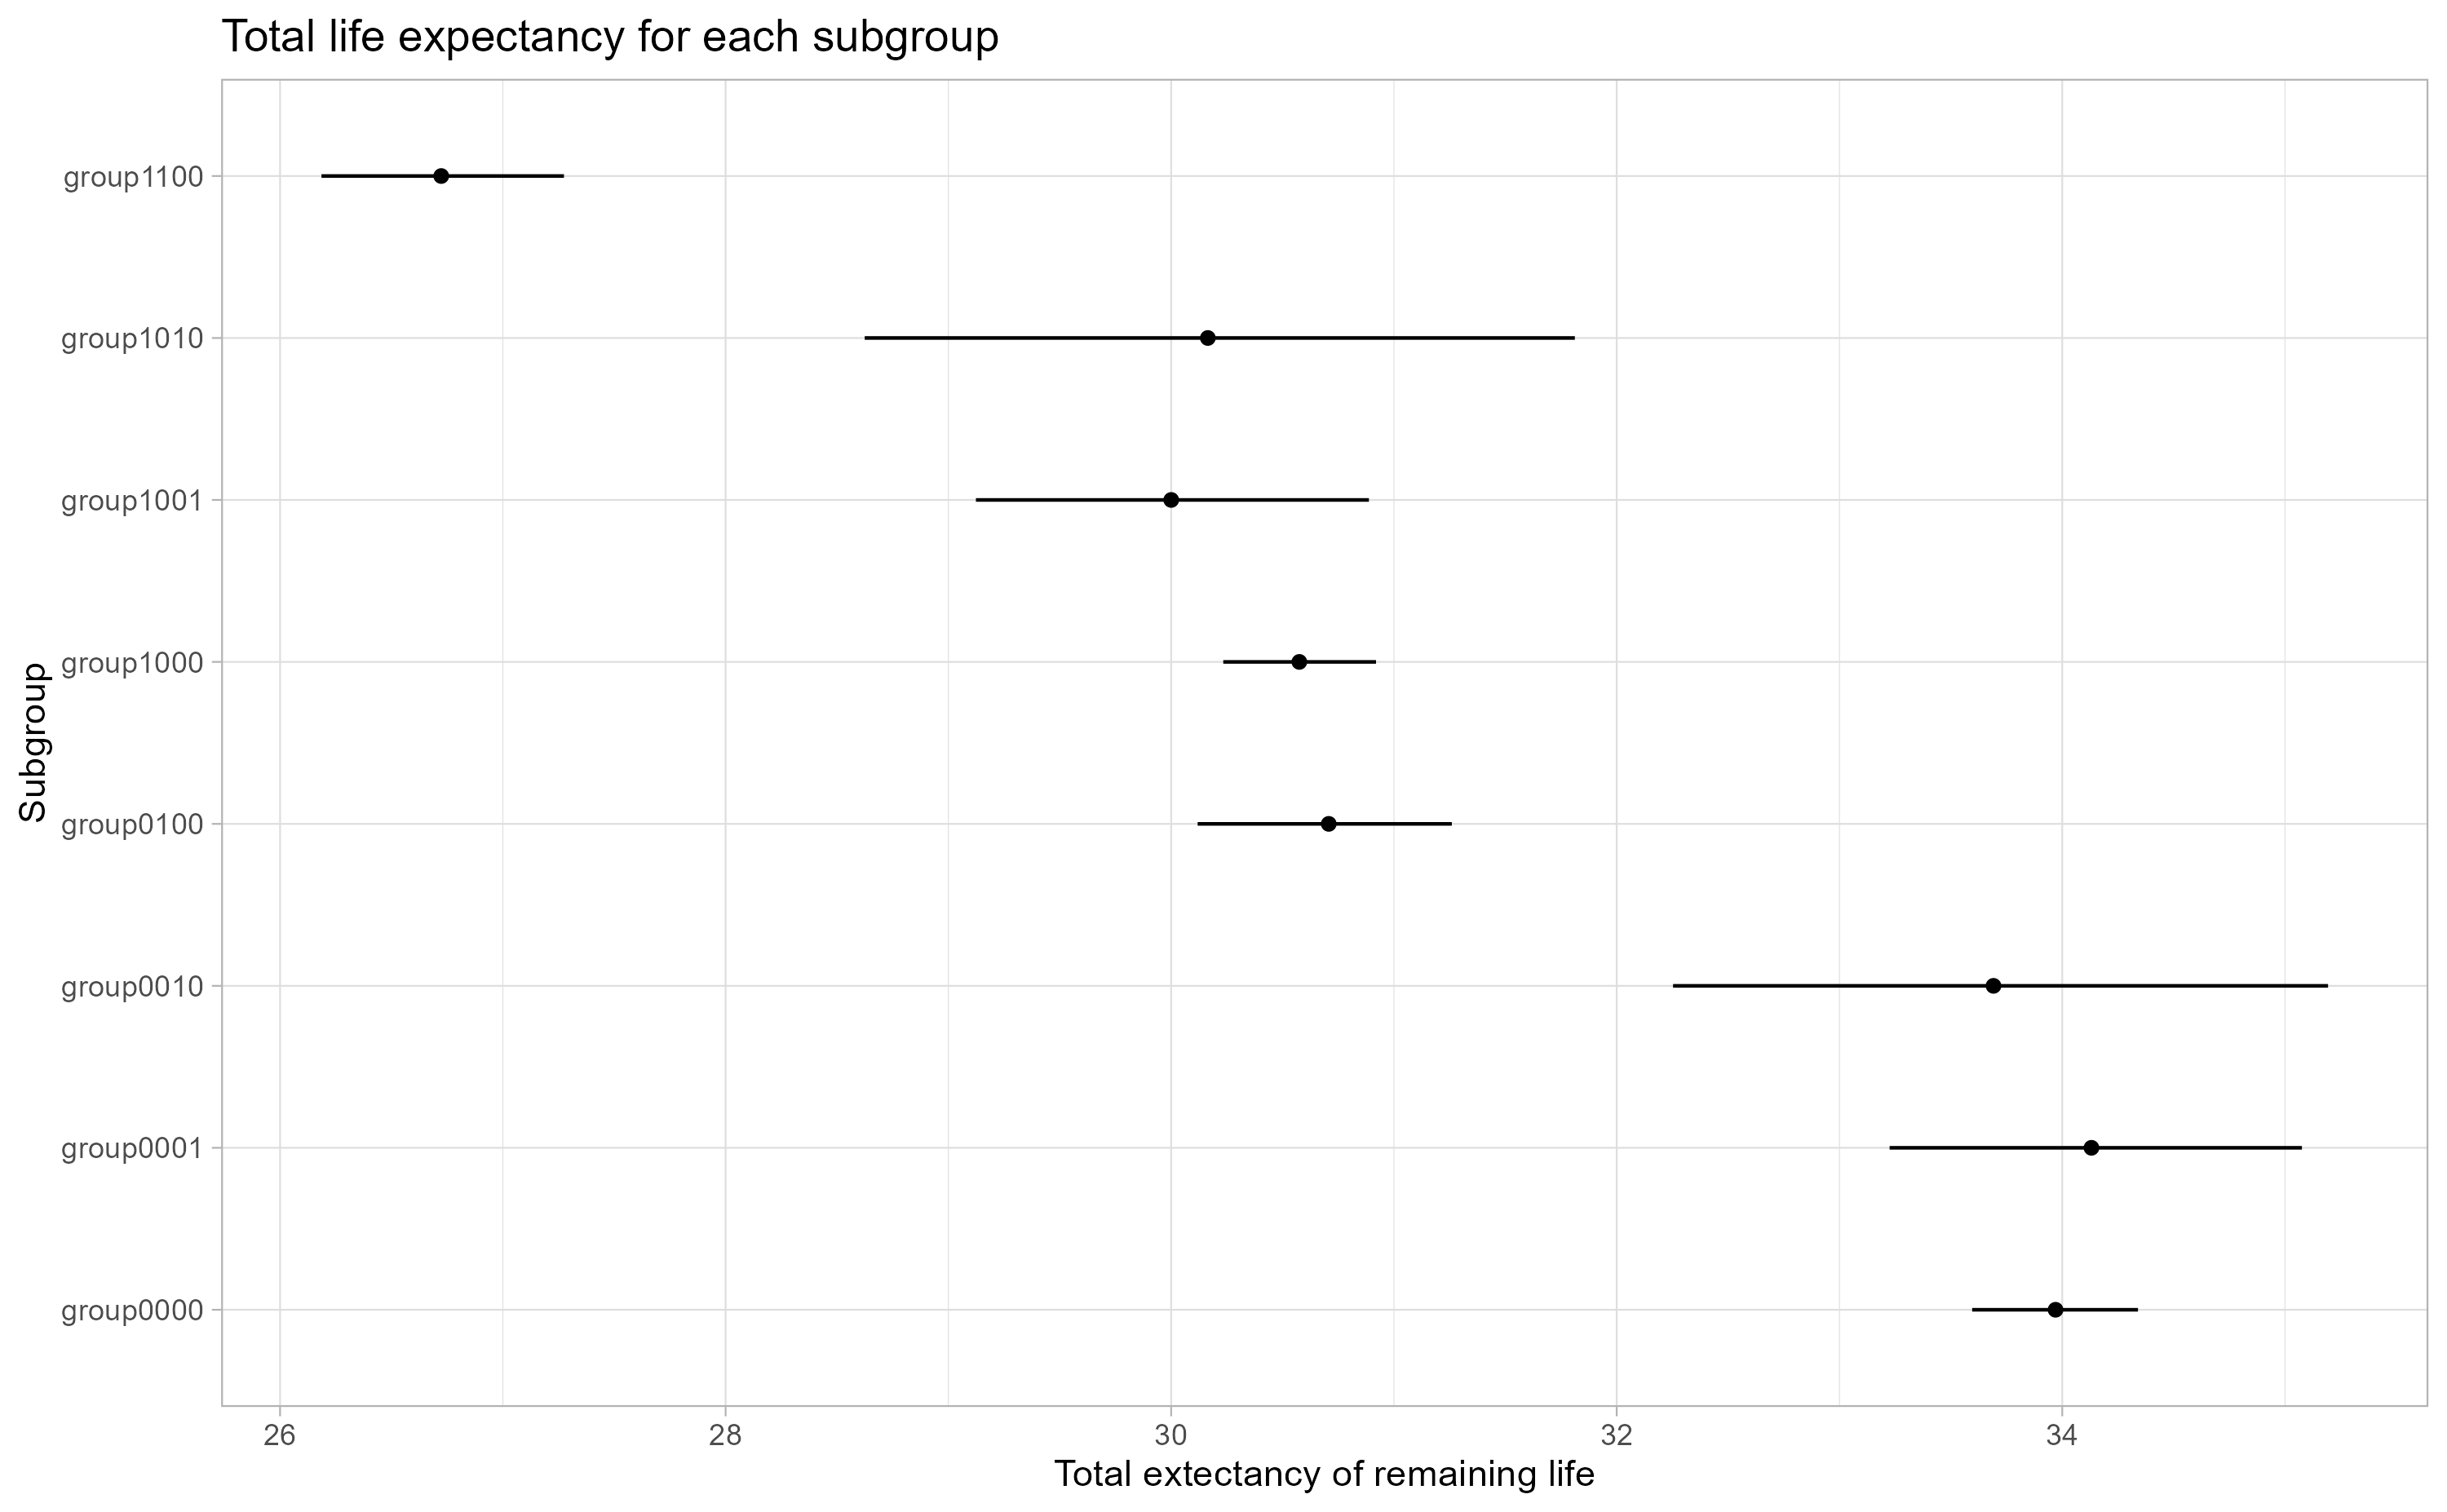 Total life expectancy for each subgroup
Subgroup
group1100
group1010
group1001
group1000
group0100
group0010
group0001
group0000
26 28 30 32 34
Total extectancy of remaining life